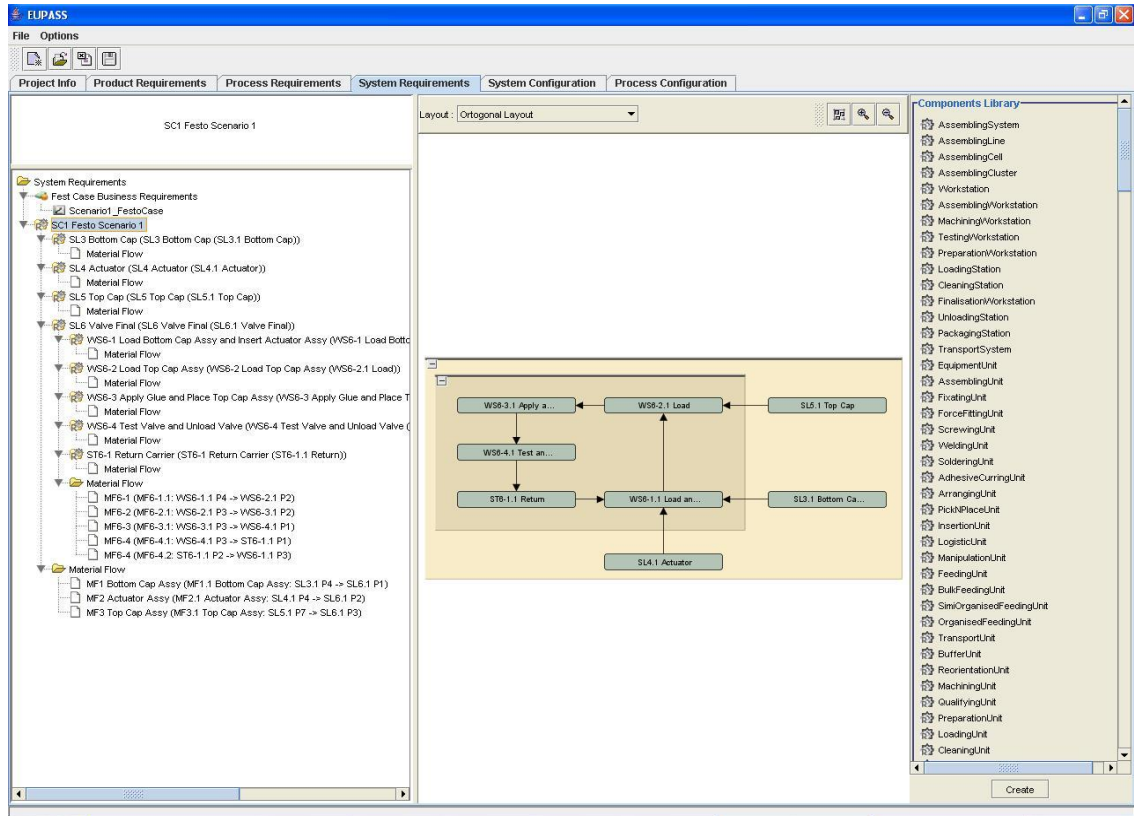 EUPASS
File Options
Project Info Product Requirements Process Requirements System Requirements System Configuration Process Configuration
SC1 Festo Scenario 1
System Requirements
Fest Case Business Requirements
Scenario1_FestoCase
SC1 Festo Scenario 1
SL3 Bottom Cap (SL3 Bottom Cap (SL3.1 Bottom Cap))
Material Flow
SL4 Actuator (SL4 Actuator (SL4.1 Actuator))
Material Flow
SL5 Top Cap (SL5 Top Cap (SL5.1 Top Cap))
Material Flow
SL6 Valve Final (SL6 Valve Final (SL6.1 Valve Final))
WS6-1 Load Bottom Cap Assy and Insert Actuator Assy (WS6-1 Load Botto
Material Flow
WS6-2 Load Top Cap Assy (WS6-2 Load Top Cap Assy (WS6-2.1 Load))
Material Flow
WS6-3 Apply Glue and Place Top Cap Assy (WS6-3 Apply Glue and Place T
Material Flow
WS6-4 Test Valve and Unload Valve (WS6-4 Test Valve and Unload Valve (
Material Flow
ST6-1 Return Carrier (ST6-1 Return Carrier (ST6-1.1 Return))
Material Flow
Material Flow
MF6-1 (MF6-1.1: WS6-1.1 P4 -> WS6-2.1 P2)
MF6-2 (MF6-2.1: WS6-2.1 P3 -> WS6-3.1 P2)
MF6-3 (MF6-3.1: WS6-3.1 P3 -> WS6-4.1 P1)
MF6-4 (MF6-4.1: WS6-4.1 P3 -> ST6-1.1 P1)
MF6-4 (MF6-4.2: ST6-1.1 P2 -> WS6-1.1 P3)
Material Flow
MF1 Bottom Cap Assy (MF1.1 Bottom Cap Assy: SL3.1 P4 -> SL6.1 P1)
MF2 Actuator Assy (MF2.1 Actuator Assy: SL4.1 P4 -> SL6.1 P2)
MF3 Top Cap Assy (MF3.1 Top Cap Assy: SL5.1 P7 -> SL6.1 P3)
Layout : Ortogonal Layout
WS6-3.1 Apply a... WS6-2.1 Load SL5.1 Top Cap
WS6-4.1 Test an...
ST6-1.1 Return WS6-1.1 Load an... SL3.1 Bottom Ca...
SL4.1 Actuator
Components Library
AssemblingSystem
AssemblingLine
AssemblingCell
AssemblingCluster
Workstation
AssemblingWorkstation
MachiningWorkstation
TestingWorkstation
PreparationWorkstation
LoadingStation
CleaningStation
FinalisationWorkstation
UnloadingStation
PackagingStation
TransportSystem
EquipmentUnit
AssemblingUnit
FixatingUnit
ForceFittingUnit
ScrewingUnit
WeldingUnit
SolderingUnit
AdhesiveCurringUnit
ArrangingUnit
PickNPlaceUnit
InsertionUnit
LogisticUnit
ManipulationUnit
FeedingUnit
BulkFeedingUnit
SimiOrganisedFeedingUnit
OrganisedFeedingUnit
TransportUnit
BufferUnit
ReorientationUnit
MachiningUnit
QualifyingUnit
PreparationUnit
LoadingUnit
CleaningUnit
Create